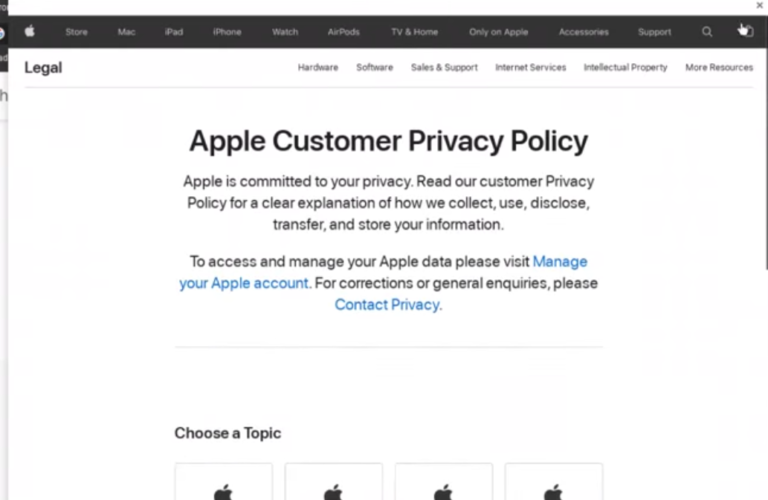 Store Mac iPad iPhone Watch AirPods TV & Home Only on Apple Accessories Support
Legal Hardware Software Sales & Support Internet Services Intellectual Property More Resources
Apple Customer Privacy Policy
Apple is committed to your privacy. Read our customer Privacy
Policy for a clear explanation of how we collect, use, disclose,
transfer, and store your information.
To access and manage your Apple data please visit Manage
your Apple account. For corrections or general enquiries, please
Contact Privacy.
Choose a Topic